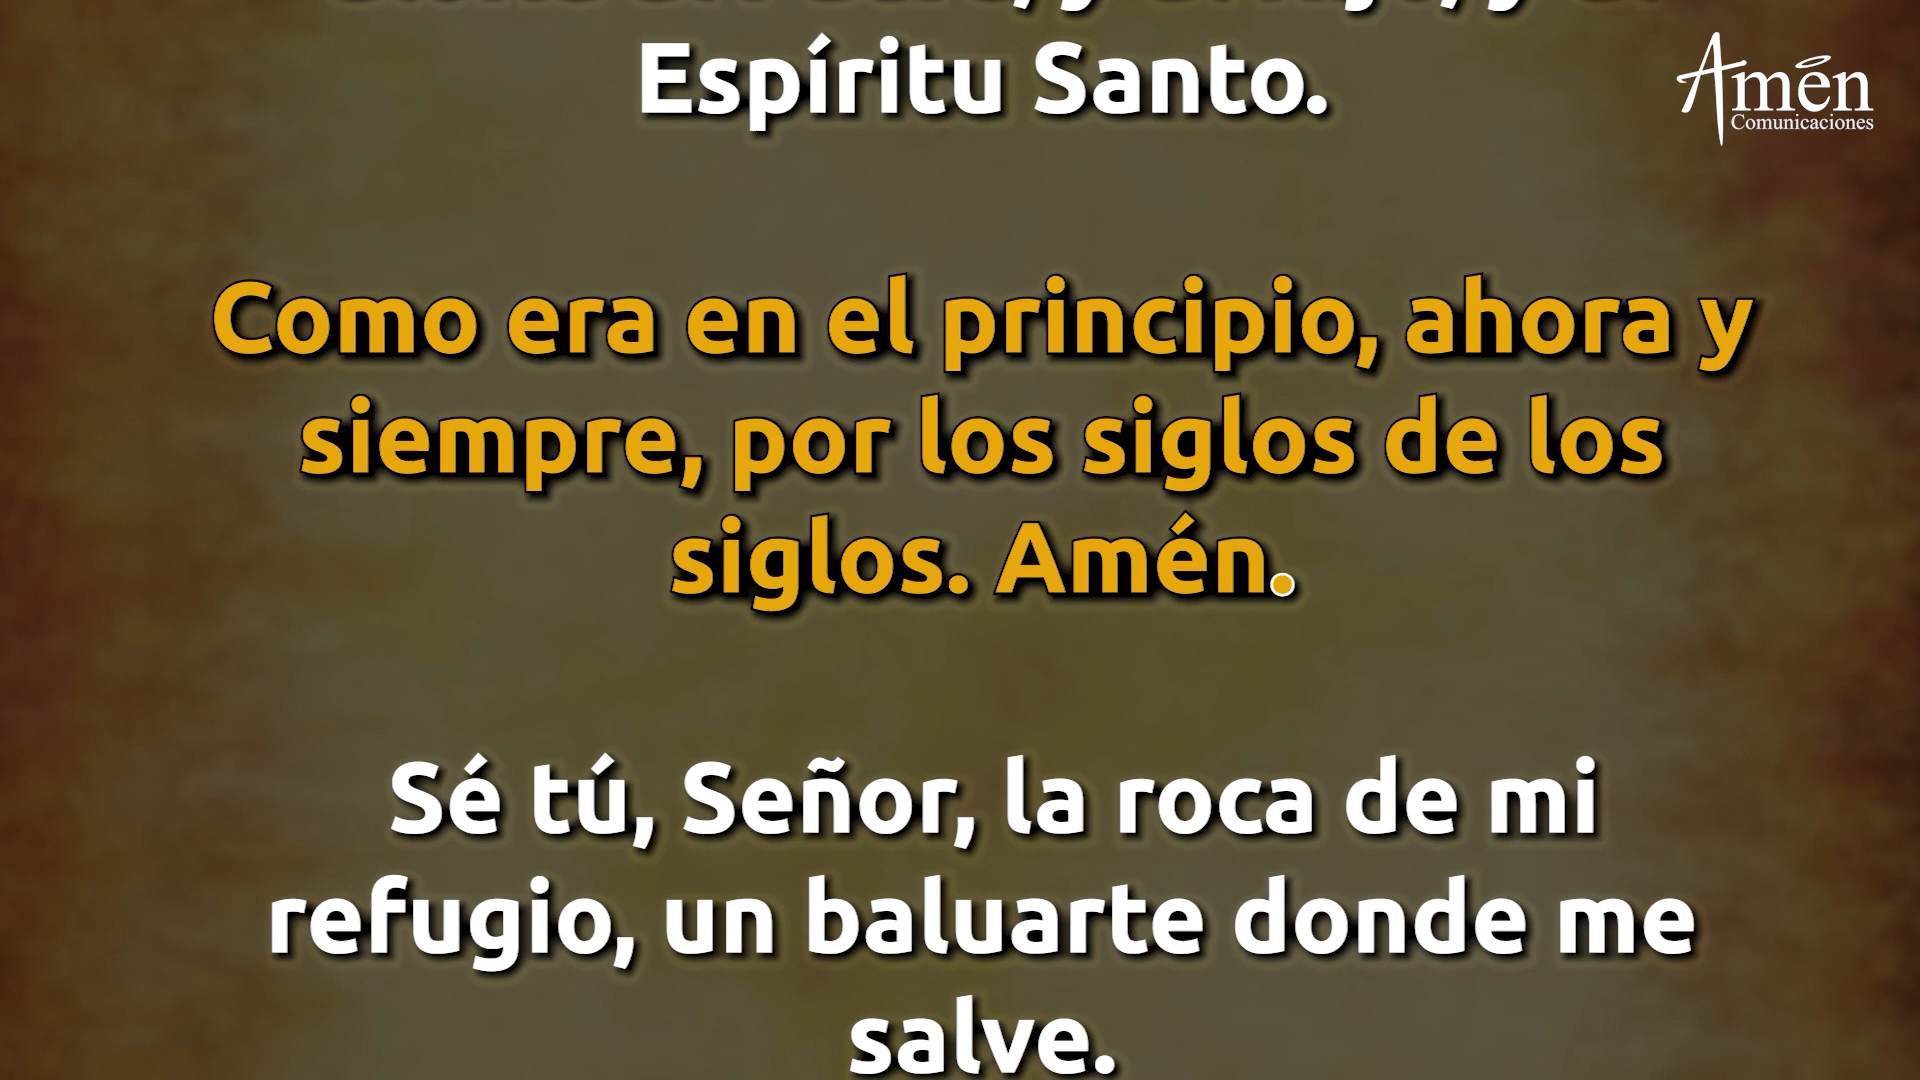 Espíritu Santo.
Amén
Comunicaciones
Como era en el principio, ahora y
siempre, por los siglos de los
siglos. Amén.
Sé tú, Señor, la roca de mi
refugio, un baluarte donde me
salve.